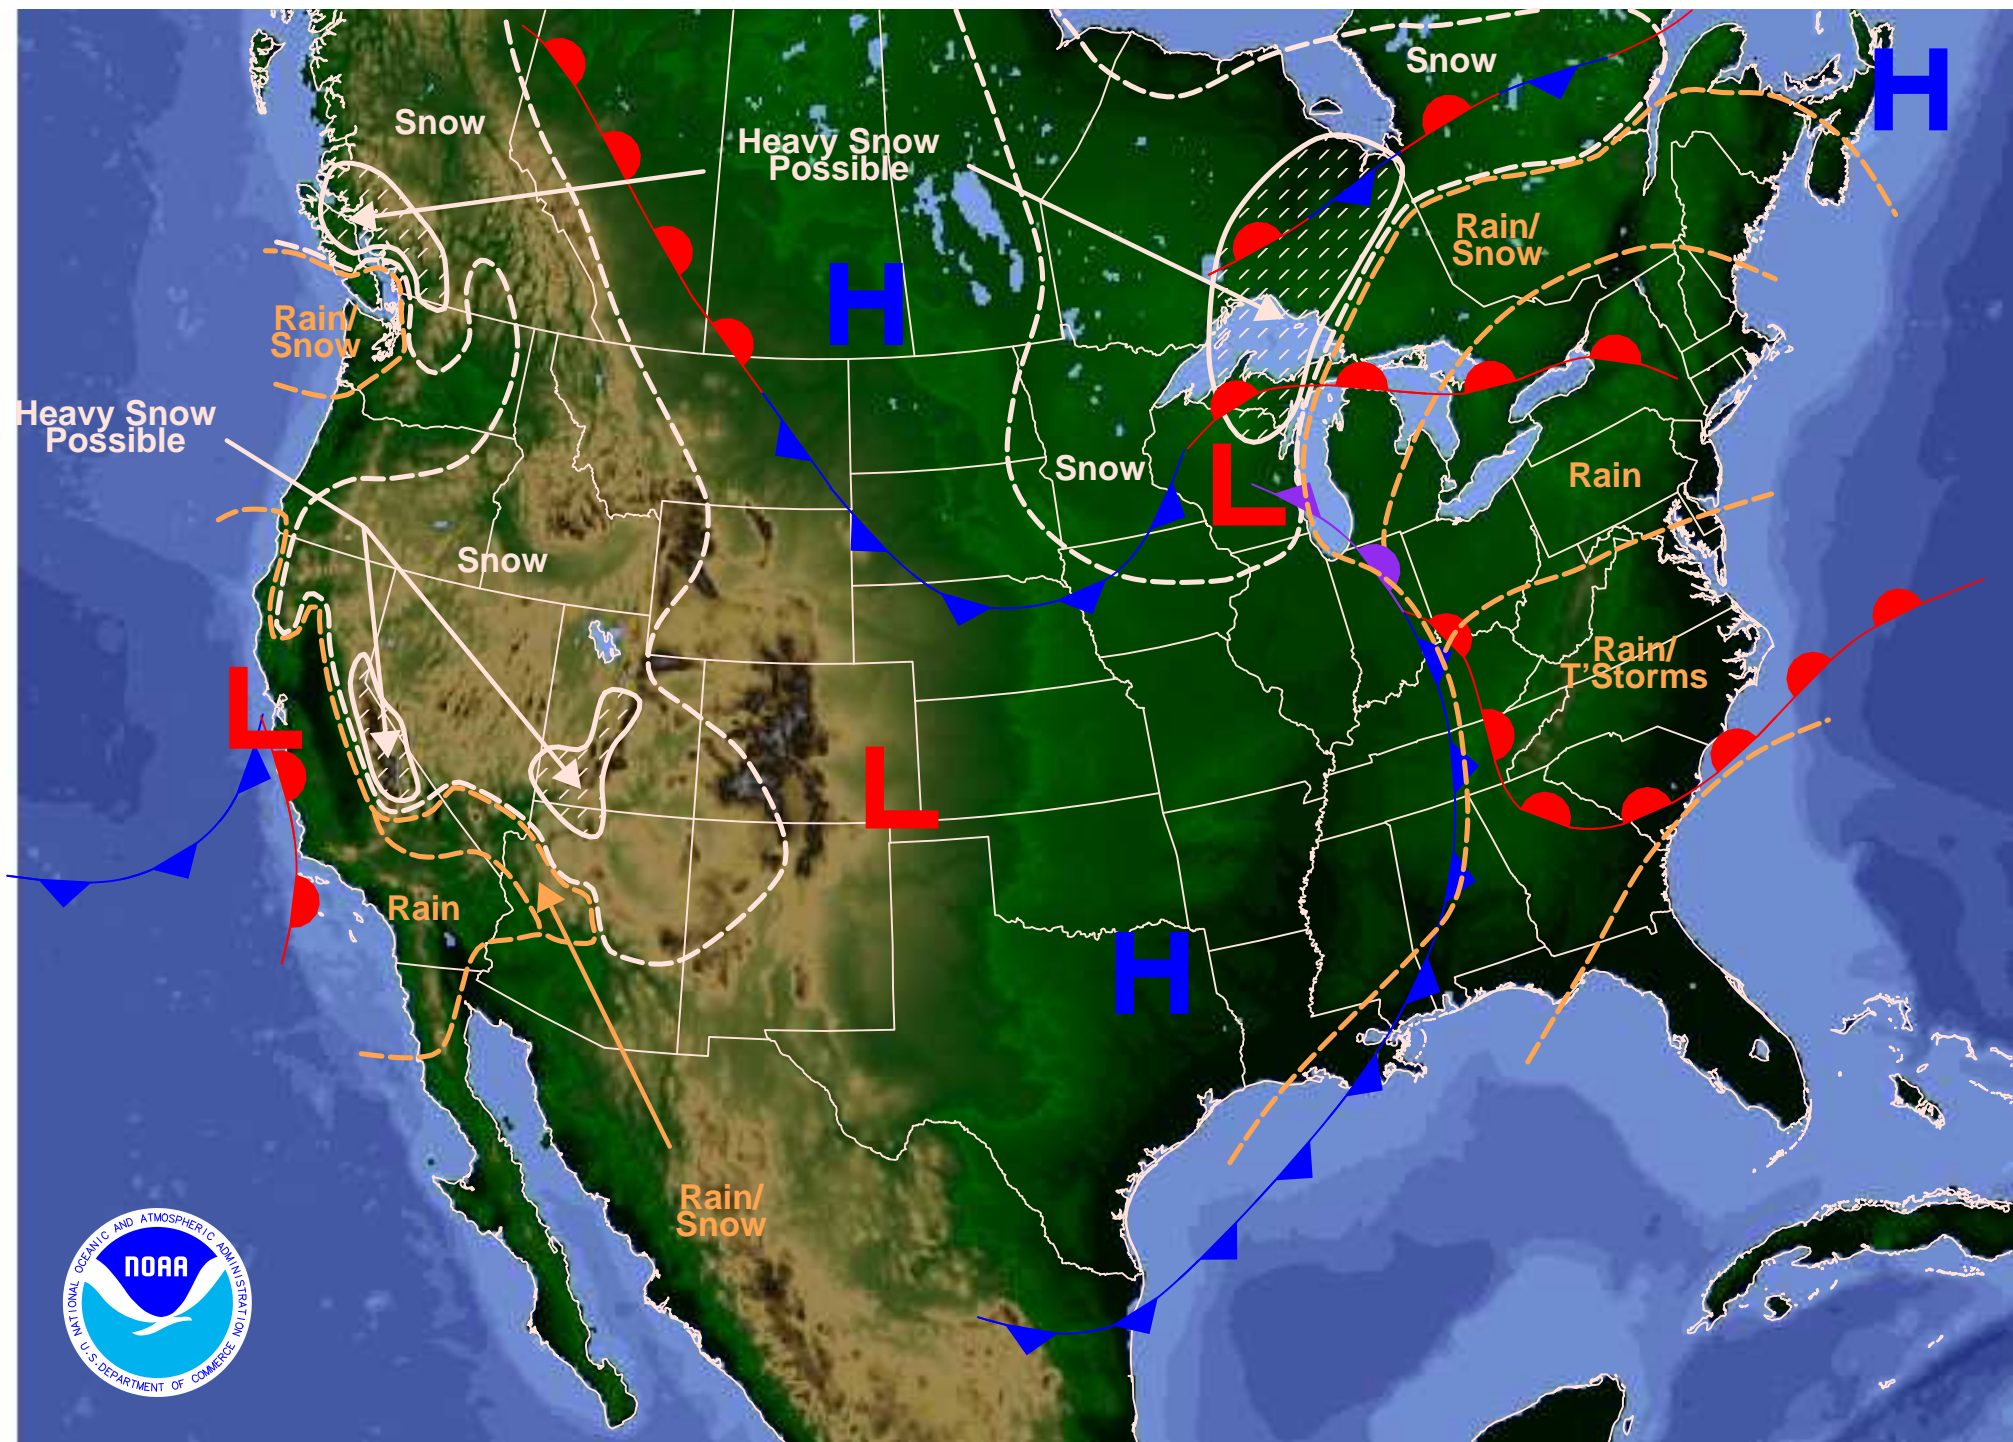 Snow
H
Snow
Heavy Snow
Possible
Rain/
Snow
H
Rain/
Snow
Heavy Snow
Possible
Snow
L
Rain
Snow
Rain/
T'Storms
L
L
Rain
H
Rain/
Snow
NATIONAL OCEANIC AND ATMOSPHERIC ADMINISTRATION
NOAA
U.S. DEPARTMENT OF COMMERCE